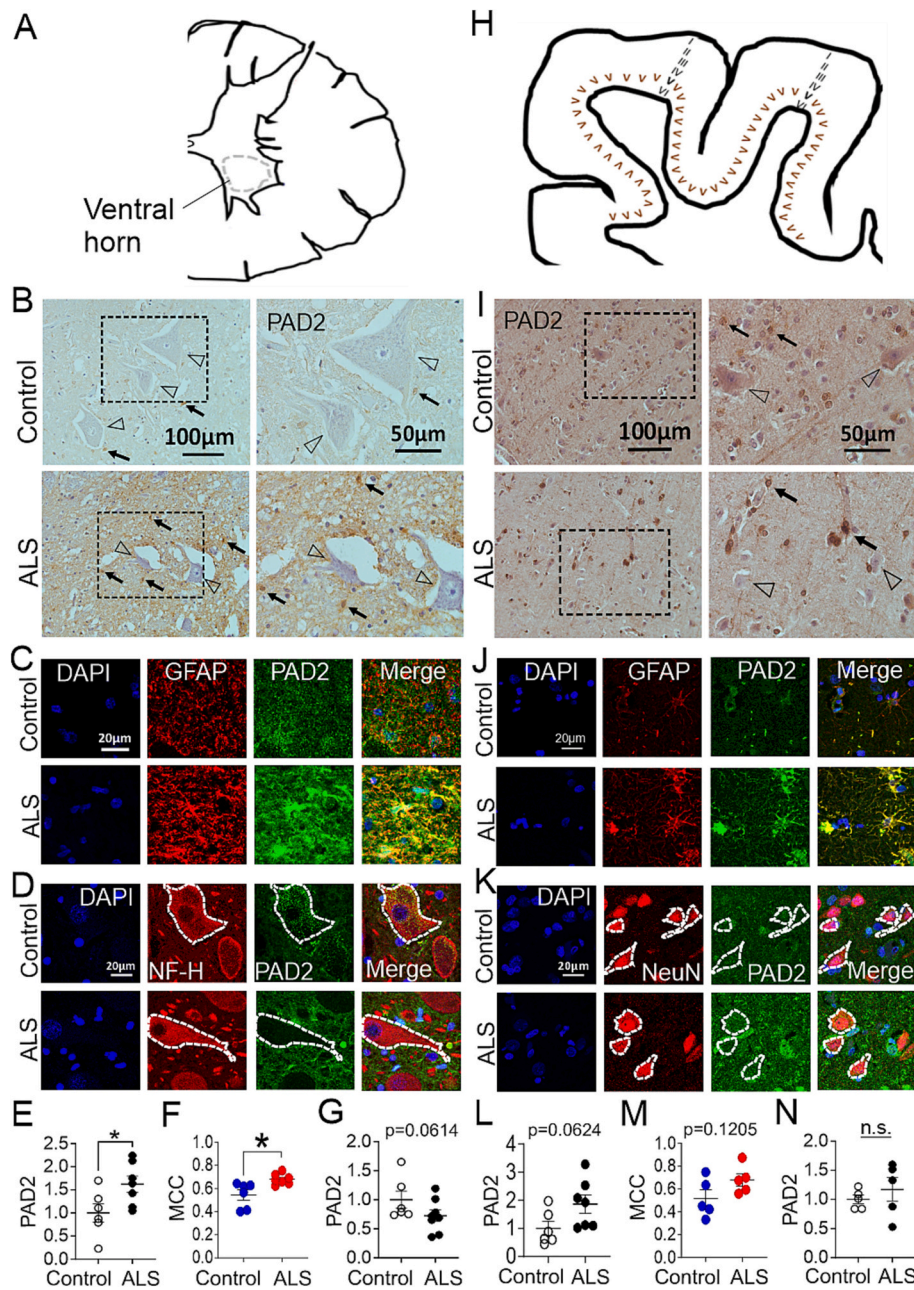 A
H
Ventral
horn
B
PAD2
Control
100µm
50µm
ALS
I
PAD2
100µm
50µm
C
DAPI
GFAP
PAD2
Merge
Control
20µm
ALS
J
DAPI
GFAP
PAD2
Merge
Control
20µm
ALS
D
DAPI
Control
20µm
NF-H
PAD2
Merge
ALS
K
DAPI
Control
20µm
NeuN
PAD2
Merge
ALS
E
PAD2
2.5
2.0
1.5
1.0
0.5
0.0
*
Control ALS
F
MCC
1.0
0.8
0.6
0.4
0.2
0.0
*
Control ALS
G
p=0.0614
PAD2
2.0
1.5
1.0
0.5
0.0
Control ALS
L
p=0.0624
PAD2
4
3
2
1
0
Control ALS
M
p=0.1205
MCC
1.0
0.8
0.6
0.4
0.2
0.0
Control ALS
N
n.s.
PAD2
2.0
1.5
1.0
0.5
0.0
Control ALS